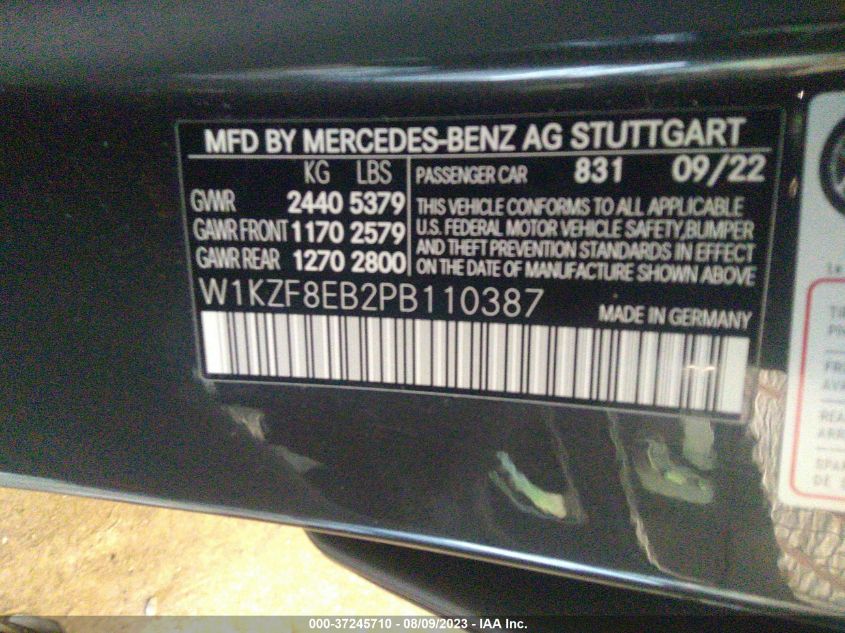 MFD BY MERCEDES-BENZ AG STUTTGART
KG LBS
GVWR 2440 5379
GAWR FRONT 1170 2579
GAWR REAR 1270 2800
PASSENGER CAR 831 09/22
THIS VEHICLE CONFORMS TO ALL APPLICABLE
U.S. FEDERAL MOTOR VEHICLE SAFETY, BUMPER
AND THEFT PREVENTION STANDARDS IN EFFECT
ON THE DATE OF MANUFACTURE SHOWN ABOVE
W1KZF8EB2PB110387
MADE IN GERMANY
DE
000-37245710 - 08/09/2023 - IAA Inc.